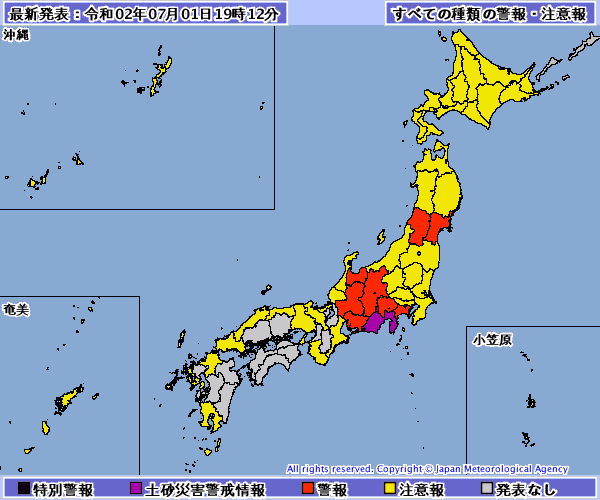 最新発表：令和02年07月01日19時12分
すべての種類の警報・注意報
沖縄
奄美
小笠原
All rights reserved. Copyright © Japan Meteorological Agency
特別警報 土砂災害警戒情報 警報 注意報 発表なし